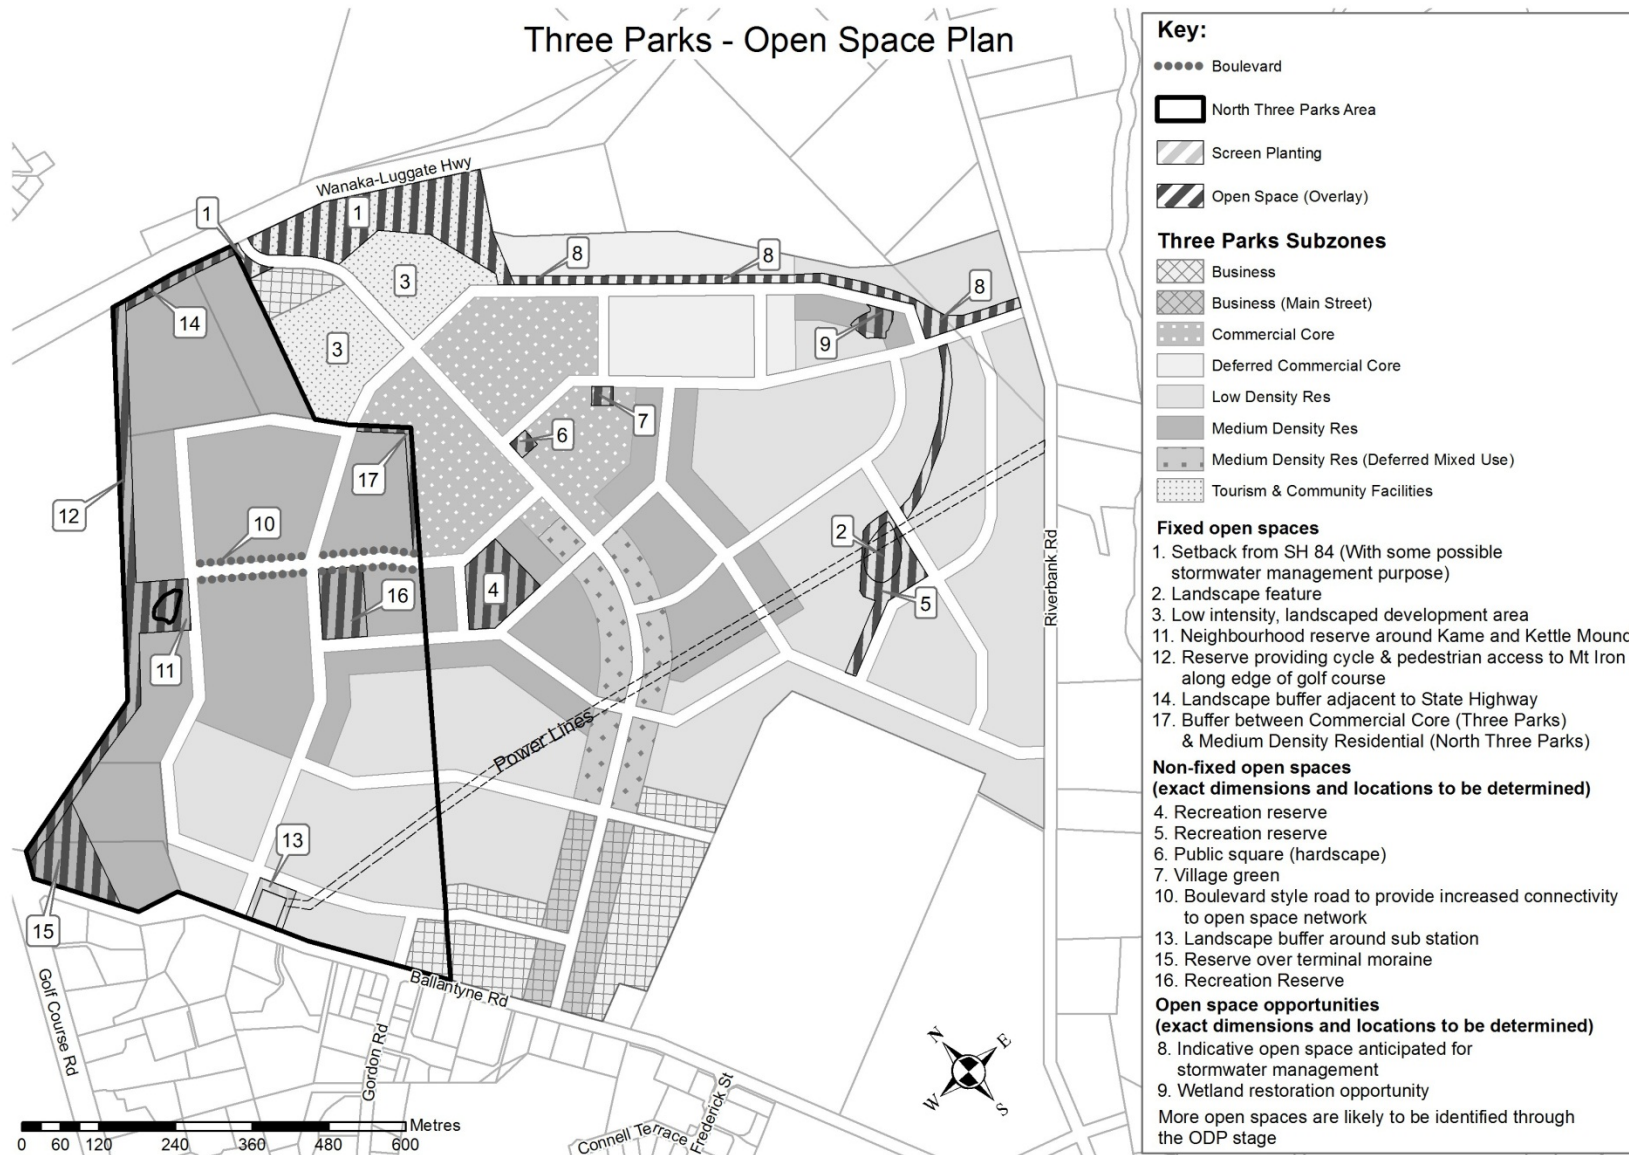 Three Parks - Open Space Plan
Wanaka-Luggate Hwy
1
1
8
8
3
8
14
3
9
7
6
17
12
10
2
4
16
5
11
Riverbank Rd
Power Lines
13
15
Ballantyne Rd
Golf Course Rd
Gordon Rd
Frederick St
Connell Terrace
N
E
W
S
Metres
0 60 120 240 360 480 600
Key:
Boulevard
North Three Parks Area
Screen Planting
Open Space (Overlay)
Three Parks Subzones
Business
Business (Main Street)
Commercial Core
Deferred Commercial Core
Low Density Res
Medium Density Res
Medium Density Res (Deferred Mixed Use)
Tourism & Community Facilities
Fixed open spaces
1. Setback from SH 84 (With some possible
stormwater management purpose)
2. Landscape feature
3. Low intensity, landscaped development area
11. Neighbourhood reserve around Kame and Kettle Mound
12. Reserve providing cycle & pedestrian access to Mt Iron
along edge of golf course
14. Landscape buffer adjacent to State Highway
17. Buffer between Commercial Core (Three Parks)
& Medium Density Residential (North Three Parks)
Non-fixed open spaces
(exact dimensions and locations to be determined)
4. Recreation reserve
5. Recreation reserve
6. Public square (hardscape)
7. Village green
10. Boulevard style road to provide increased connectivity
to open space network
13. Landscape buffer around sub station
15. Reserve over terminal moraine
16. Recreation Reserve
Open space opportunities
(exact dimensions and locations to be determined)
8. Indicative open space anticipated for
stormwater management
9. Wetland restoration opportunity
More open spaces are likely to be identified through
the ODP stage